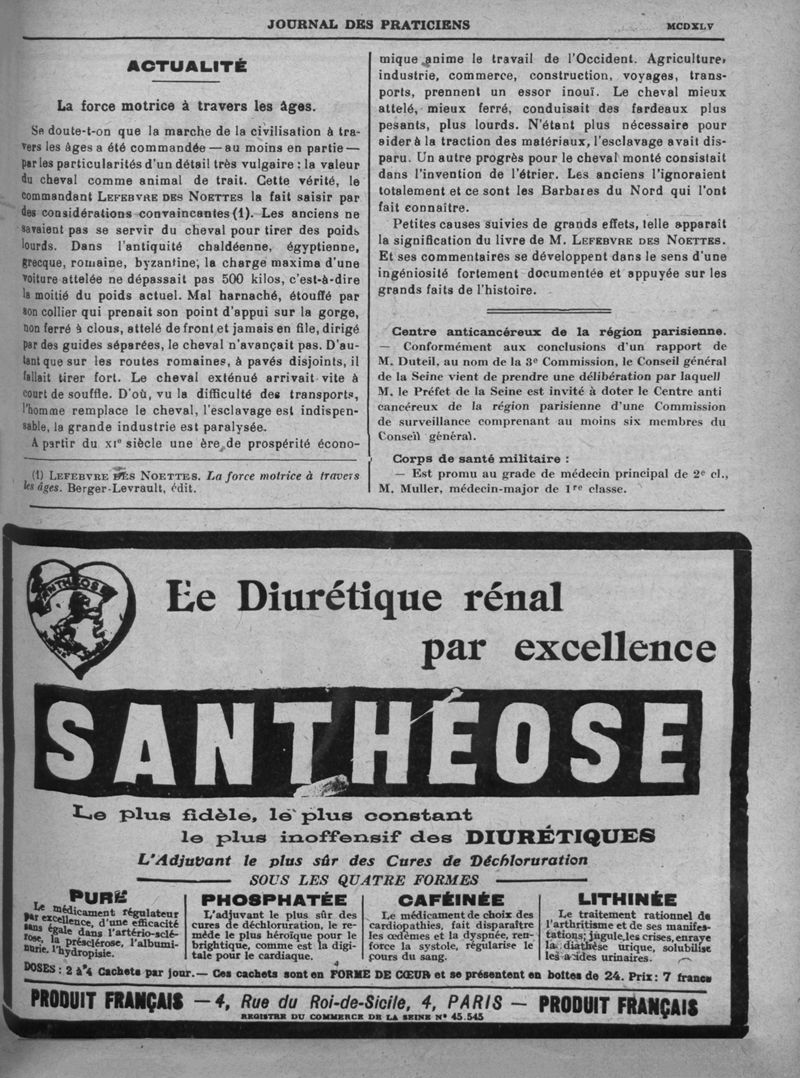 JOURNAL DES PRATICIENS
MCDXLV
ACTUALITÉ
La force motrice à travers les âges.
Se doute-t-on que la marche de la civilisation à tra-
vers les âges a été commandée — au moins en partie —
par les particularités d'un détail très vulgaire : la valeur
du cheval comme animal de trait. Cette vérité, le
commandant LEFEBVRE DES NOETTES la fait saisir par
des considérations convaincantes (1). Les anciens ne
savaient pas se servir du cheval pour tirer des poids
lourds. Dans l'antiquité chaldéenne, égyptienne,
grecque, romaine, byzantine, la charge maxima d'une
voiture attelée ne dépassait pas 500 kilos, c'est-à-dire
la moitié du poids actuel. Mal harnaché, étouffé par
son collier qui prenait son point d'appui sur la gorge,
non ferré à clous, attelé de front et jamais en file, dirigé
par des guides séparées, le cheval n'avançait pas. D'au-
tant que sur les routes romaines, à pavés disjoints, il
fallait tirer fort. Le cheval exténué arrivait vite à
court de souffle. D'où, vu la difficulté des transports,
l'homme remplace le cheval, l'esclavage est indispen-
sable, la grande industrie est paralysée.
A partir du XIe siècle une ère de prospérité écono-
(1) LEFEBVRE DES NOETTES. La force motrice à travers
les âges. Berger-Levrault, édit.
mique anime le travail de l'Occident. Agriculture,
industrie, commerce, construction, voyages, trans-
ports, prennent un essor inouï. Le cheval mieux
attelé, mieux ferré, conduisait des fardeaux plus
pesants, plus lourds. N'étant plus nécessaire pour
aider à la traction des matériaux, l'esclavage avait dis-
paru. Un autre progrès pour le cheval monté consistait
dans l'invention de l'étrier. Les anciens l'ignoraient
totalement et ce sont les Barbares du Nord qui l'ont
fait connaître.
Petites causes suivies de grands effets, telle apparaît
la signification du livre de M. LEFEBVRE DES NOETTES.
Et ses commentaires se développent dans le sens d'une
ingéniosité fortement documentée et appuyée sur les
grands faits de l'histoire.
Centre anticancéreux de la région parisienne.
— Conformément aux conclusions d'un rapport de
M. Duteil, au nom de la 3e Commission, le Conseil général
de la Seine vient de prendre une délibération par laquell
M. le Préfet de la Seine est invité à doter le Centre anti
cancéreux de la région parisienne d'une Commission
de surveillance comprenant au moins six membres du
Conseil général.
Corps de santé militaire :
— Est promu au grade de médecin principal de 2e cl.,
M. Muller, médecin-major de 1re classe.
SANTHÉOSE
Le Diurétique rénal
par excellence
SANTHÉOSE
Le plus fidèle, le plus constant
le plus inoffensif des DIURÉTIQUES
L'Adjuvant le plus sûr des Cures de Déchloruration
SOUS LES QUATRE FORMES
PURE
Le médicament régulateur
par excellence, d'une efficacité
sans égale dans l'artério-sclé-
rose, la présclérose, l'albumi-
nurie, l'hydropisie.
PHOSPHATÉE
L'adjuvant le plus sûr des
cures de déchloruration, le re-
mède le plus héroïque pour le
brightique, comme est la digi-
tale pour le cardiaque.
CAFÉINÉE
Le médicament de choix des
cardiopathies, fait disparaître
les œdèmes et la dyspnée, ren-
force la systole, régularise le
cours du sang.
LITHINÉE
Le traitement rationnel de
l'arthritisme et de ses manifes-
tations; jugule les crises, enraye
la diathèse urique, solubilise
les acides urinaires.
DOSES : 2 à 4 Cachets par jour. — Ces cachets sont en FORME DE CŒUR et se présentent en boîtes de 24. Prix: 7 francs
PRODUIT FRANÇAIS — 4, Rue du Roi-de-Sicile, 4, PARIS — PRODUIT FRANÇAIS
REGISTRE DU COMMERCE DE LA SEINE N° 45.545